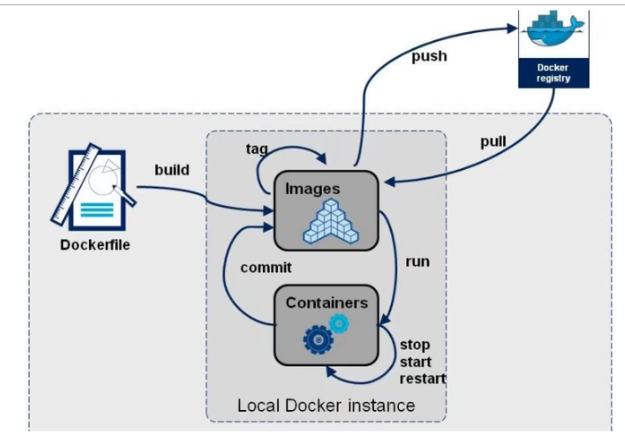 push
Docker
registry
pull
tag
build
Images
Dockerfile
commit
run
Containers
stop
start
restart
Local Docker instance